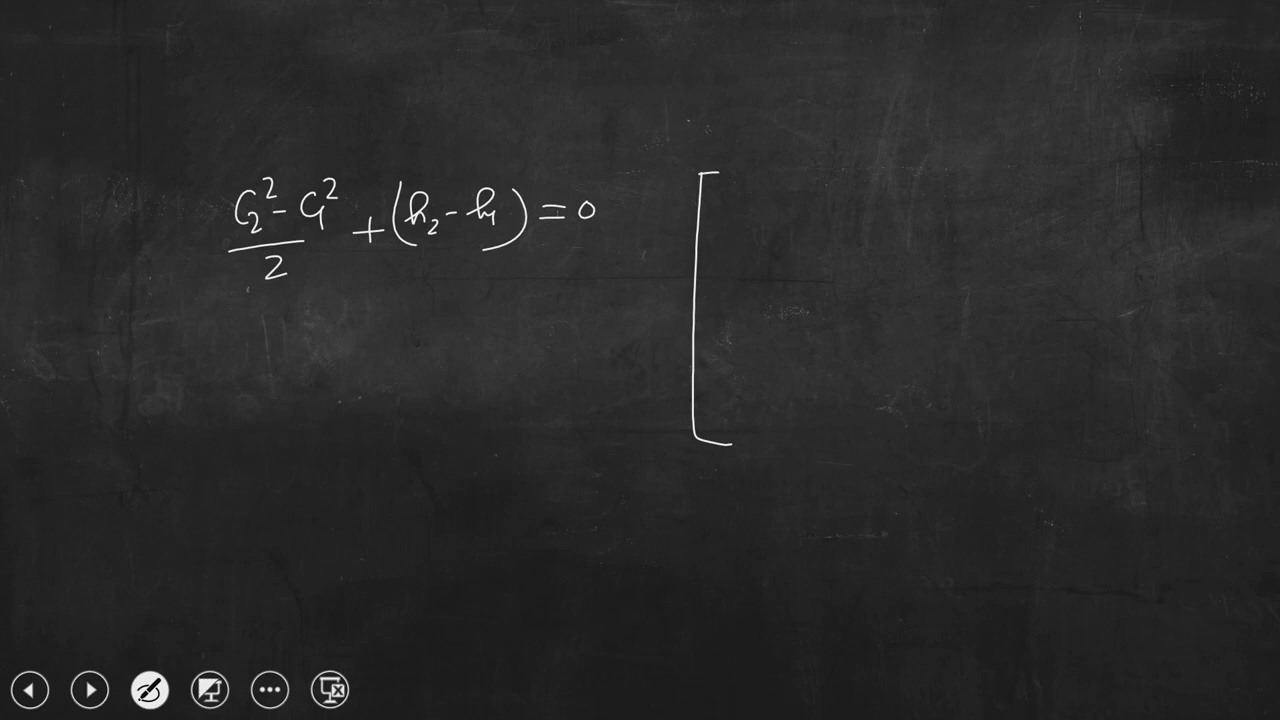 (C₂² - C₁²)/2 + (h₂ - h₁) = 0